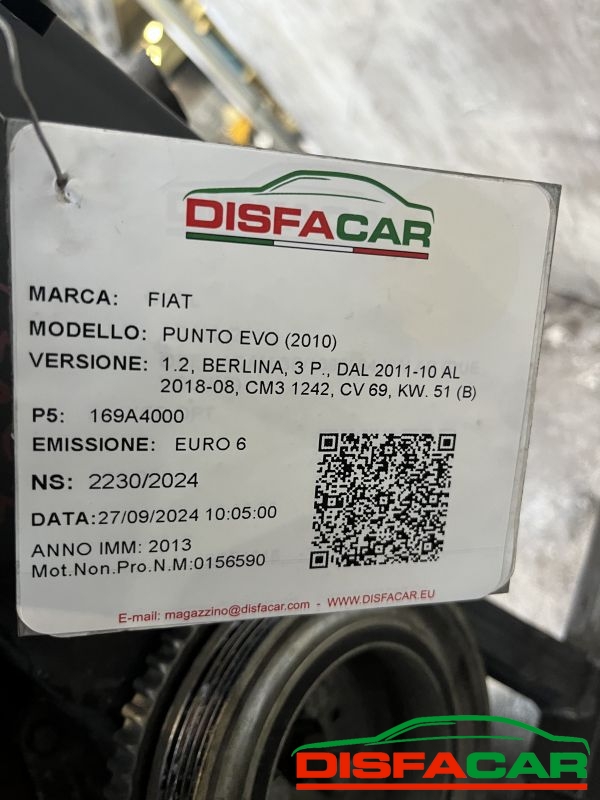 DISFACAR
MARCA: FIAT
MODELLO: PUNTO EVO (2010)
VERSIONE: 1.2, BERLINA, 3 P., DAL 2011-10 AL
2018-08, CM3 1242, CV 69, KW. 51 (B)
P5: 169A4000
EMISSIONE: EURO 6
NS: 2230/2024
DATA:27/09/2024 10:05:00
ANNO IMM: 2013
Mot.Non.Pro.N.M:0156590
E-mail: magazzino@disfacar.com - WWW.DISFACAR.EU
DISFACAR